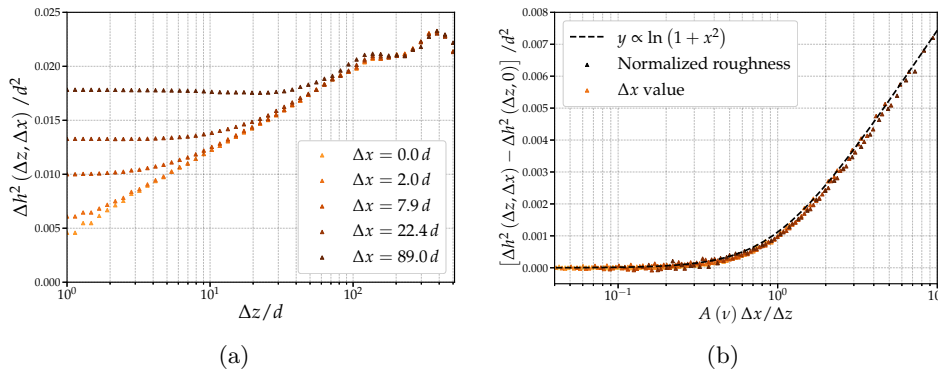 0.025
0.020
0.015
0.010
0.005
0.000
Δh² (Δz, Δx) /d²
Δx = 0.0 d
Δx = 2.0 d
Δx = 7.9 d
Δx = 22.4 d
Δx = 89.0 d
10⁰ 10¹ 10²
Δz/d
(a)
0.008
0.007
0.006
0.005
0.004
0.003
0.002
0.001
0.000
[Δh² (Δz, Δx) − Δh² (Δz, 0)] /d²
y ∝ ln (1 + x²)
Normalized roughness
Δx value
10⁻¹ 10⁰ 10
A (ν) Δx/Δz
(b)